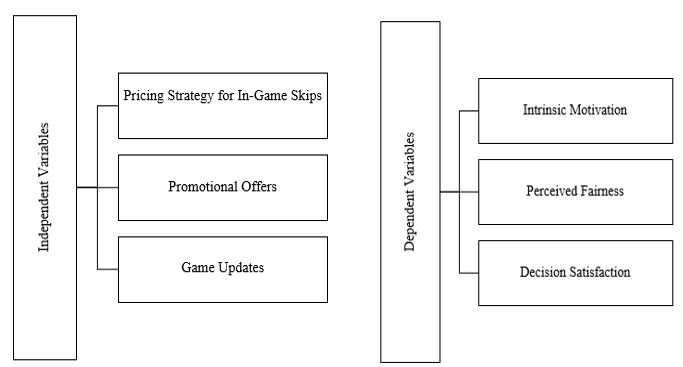 Independent Variables
Pricing Strategy for In-Game Skips
Promotional Offers
Game Updates
Dependent Variables
Intrinsic Motivation
Perceived Fairness
Decision Satisfaction